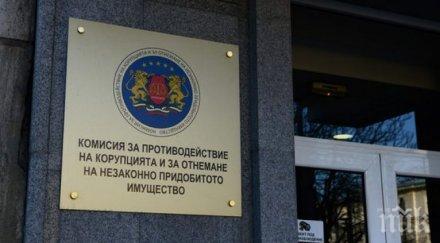 КОМИСИЯ ЗА ПРОТИВОДЕЙСТВИЕ
НА КОРУПЦИЯТА И ЗА ОТНЕМАНЕ
НА НЕЗАКОННО ПРИДОБИТОТО
ИМУЩЕСТВО